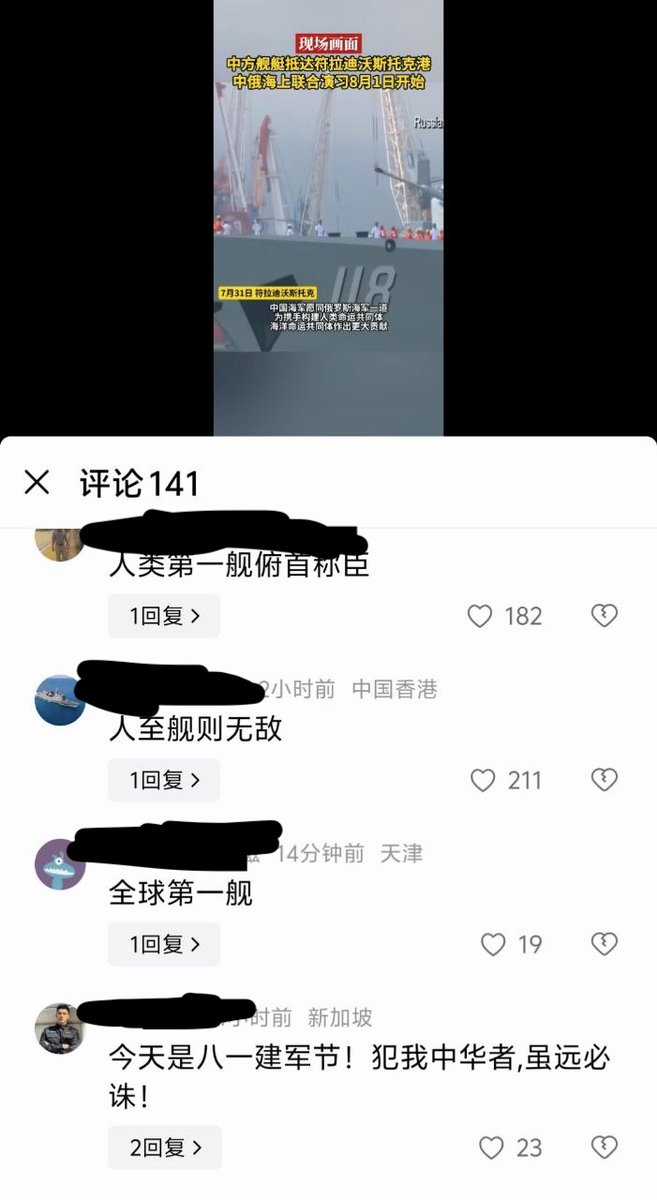 现场画面
中方舰艇抵达符拉迪沃斯托克港
中俄海上联合演习8月1日开始
Russia
118
7月31日 符拉迪沃斯托克
中国海军愿同俄罗斯海军一道
为携手构建人类命运共同体
海洋命运共同体作出更大贡献
评论141
人类第一舰俯首称臣
1回复
182
2小时前 中国香港
人至舰则无敌
1回复
211
14分钟前 天津
全球第一舰
1回复
19
小时前 新加坡
今天是八一建军节！犯我中华者,虽远必
诛！
2回复
23